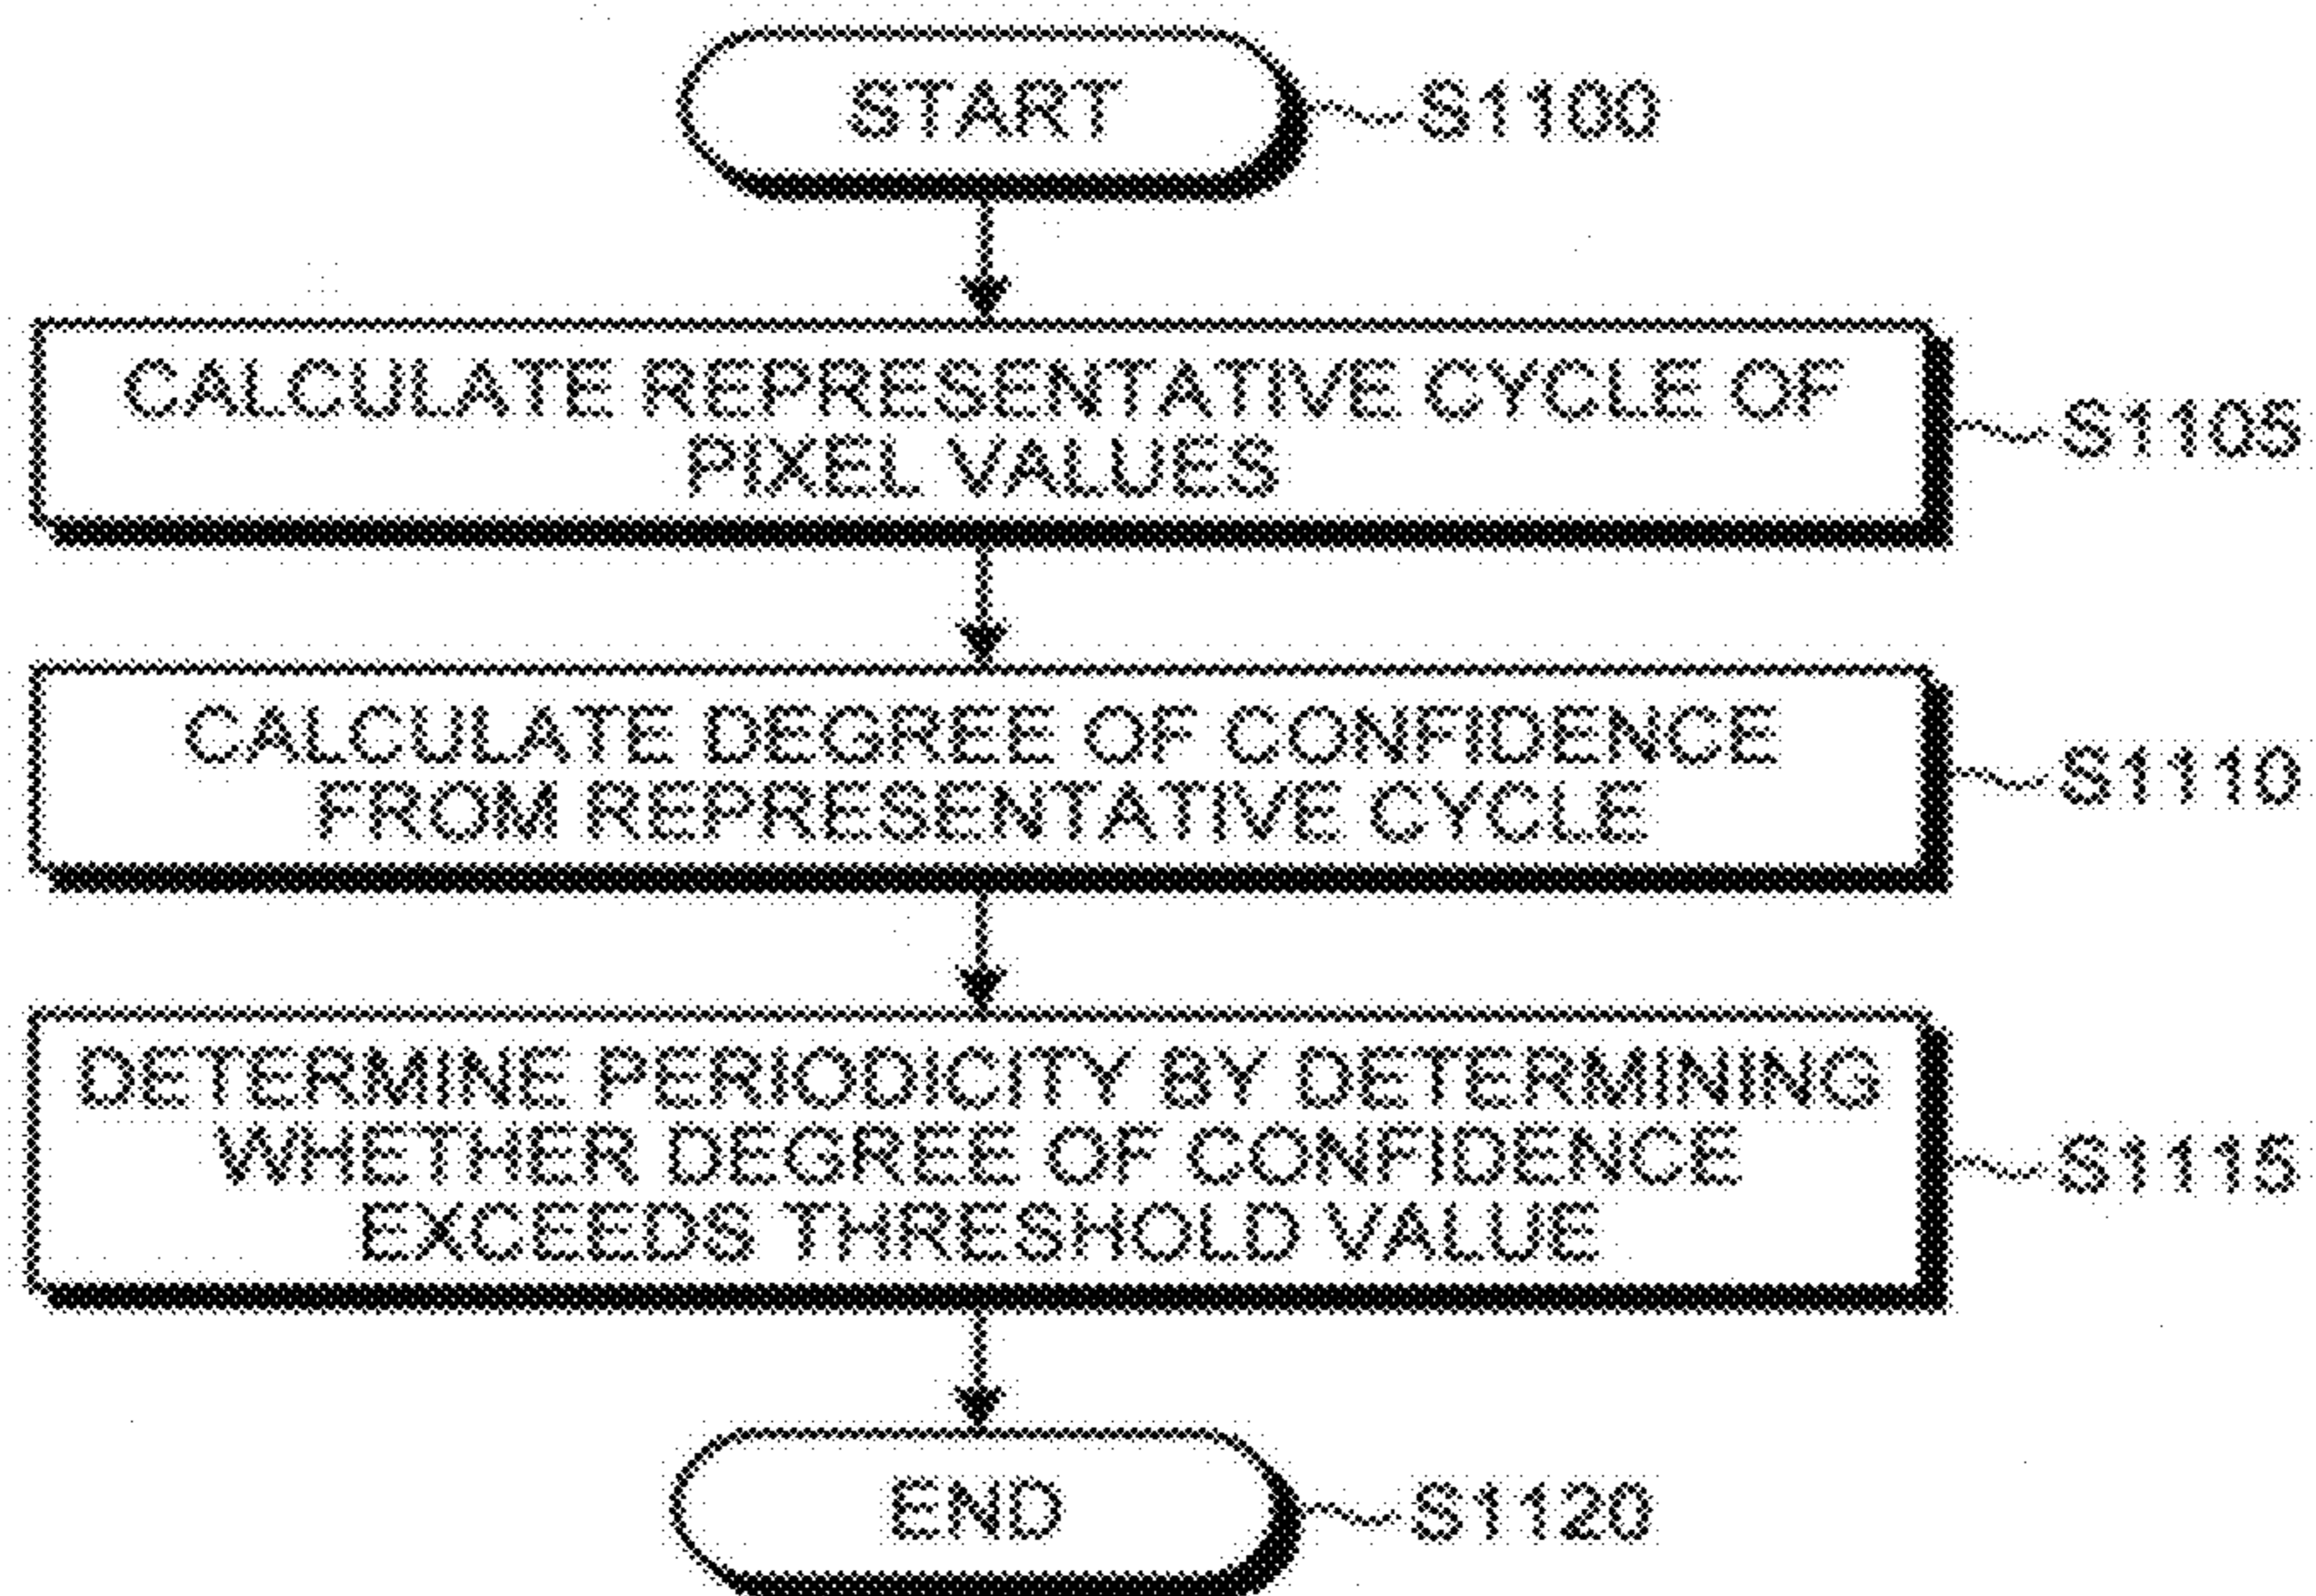 START
S1100
CALCULATE REPRESENTATIVE CYCLE OF
PIXEL VALUES
S1105
CALCULATE DEGREE OF CONFIDENCE
FROM REPRESENTATIVE CYCLE
S1110
DETERMINE PERIODICITY BY DETERMINING
WHETHER DEGREE OF CONFIDENCE
EXCEEDS THRESHOLD VALUE
S1115
END
S1120